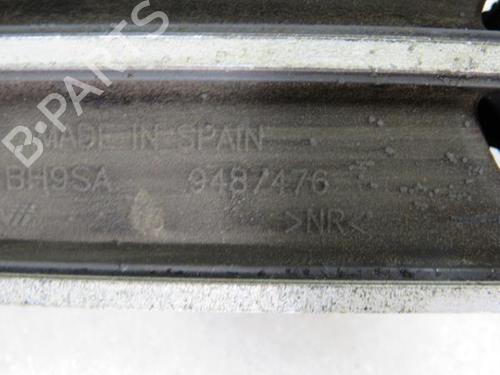 B-PARTS
MADE IN SPAIN
BH9SA 9487476
>NR<